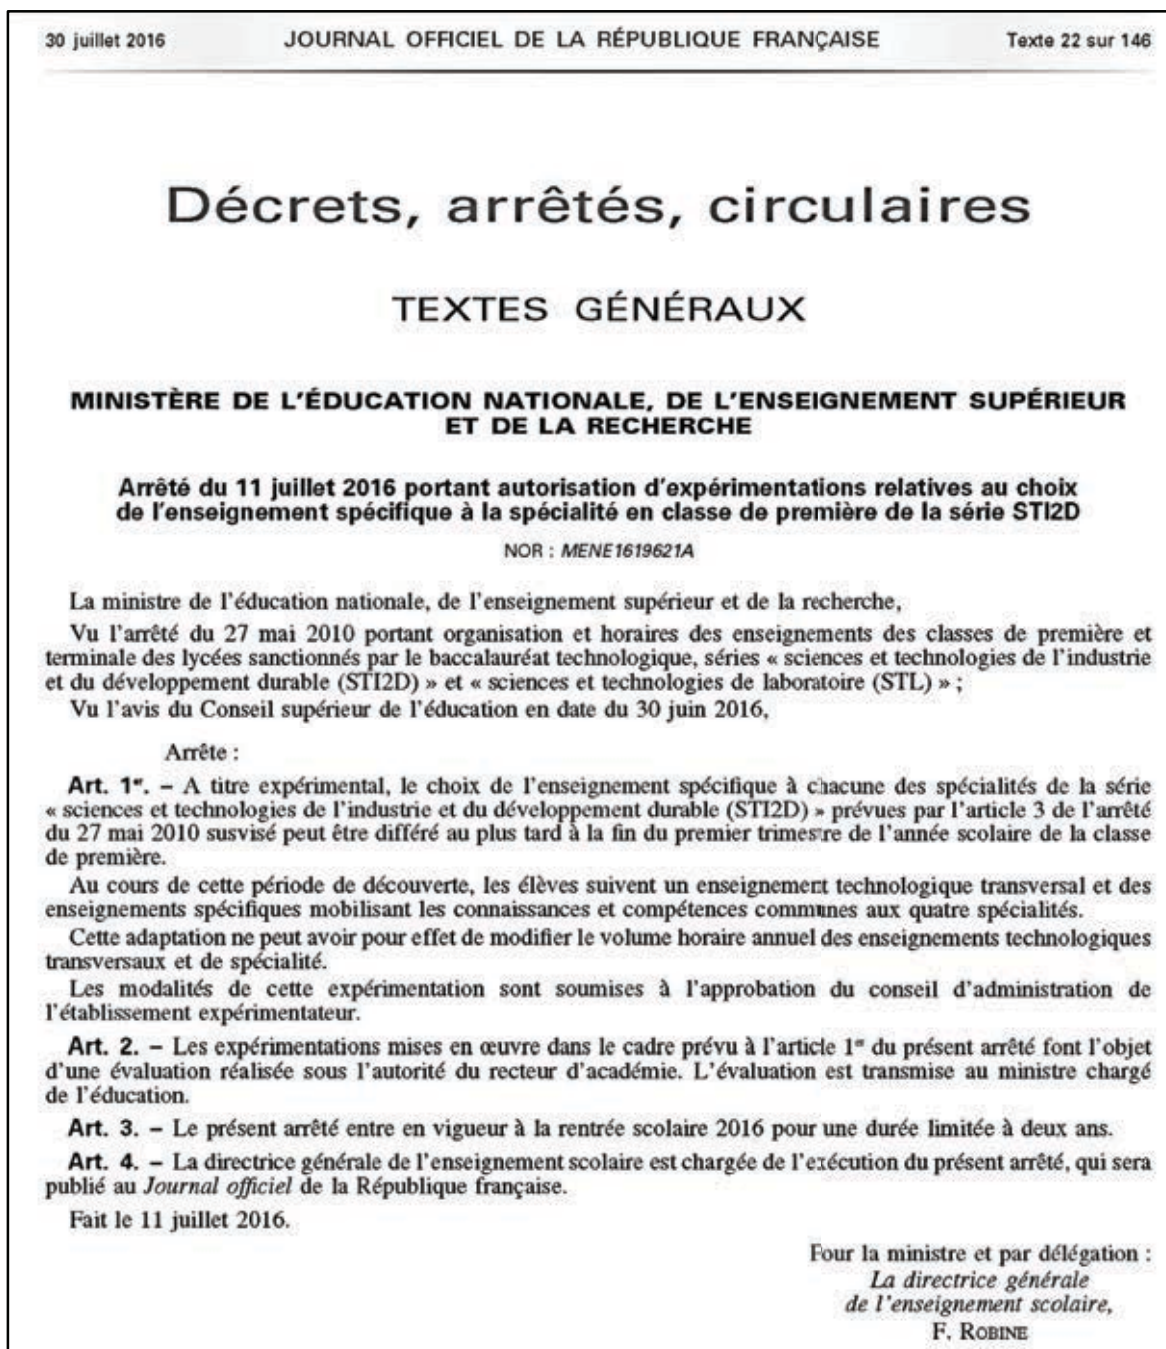 30 juillet 2016 JOURNAL OFFICIEL DE LA RÉPUBLIQUE FRANÇAISE Texte 22 sur 146
Décrets, arrêtés, circulaires
TEXTES GÉNÉRAUX
MINISTÈRE DE L'ÉDUCATION NATIONALE, DE L'ENSEIGNEMENT SUPÉRIEUR
ET DE LA RECHERCHE
Arrêté du 11 juillet 2016 portant autorisation d'expérimentations relatives au choix
de l'enseignement spécifique à la spécialité en classe de première de la série STI2D
NOR : MENE1619621A
La ministre de l'éducation nationale, de l'enseignement supérieur et de la recherche,
Vu l'arrêté du 27 mai 2010 portant organisation et horaires des enseignements des classes de première et
terminale des lycées sanctionnés par le baccalauréat technologique, séries « sciences et technologies de l'industrie
et du développement durable (STI2D) » et « sciences et technologies de laboratoire (STL) » ;
Vu l'avis du Conseil supérieur de l'éducation en date du 30 juin 2016,
Arrête :
Art. 1er. – A titre expérimental, le choix de l'enseignement spécifique à chacune des spécialités de la série
« sciences et technologies de l'industrie et du développement durable (STI2D) » prévues par l'article 3 de l'arrêté
du 27 mai 2010 susvisé peut être différé au plus tard à la fin du premier trimestre de l'année scolaire de la classe
de première.
Au cours de cette période de découverte, les élèves suivent un enseignement technologique transversal et des
enseignements spécifiques mobilisant les connaissances et compétences communes aux quatre spécialités.
Cette adaptation ne peut avoir pour effet de modifier le volume horaire annuel des enseignements technologiques
transversaux et de spécialité.
Les modalités de cette expérimentation sont soumises à l'approbation du conseil d'administration de
l'établissement expérimentateur.
Art. 2. – Les expérimentations mises en œuvre dans le cadre prévu à l'article 1er du présent arrêté font l'objet
d'une évaluation réalisée sous l'autorité du recteur d'académie. L'évaluation est transmise au ministre chargé
de l'éducation.
Art. 3. – Le présent arrêté entre en vigueur à la rentrée scolaire 2016 pour une durée limitée à deux ans.
Art. 4. – La directrice générale de l'enseignement scolaire est chargée de l'exécution du présent arrêté, qui sera
publié au Journal officiel de la République française.
Fait le 11 juillet 2016.
Pour la ministre et par délégation :
La directrice générale
de l'enseignement scolaire,
F. ROBINE